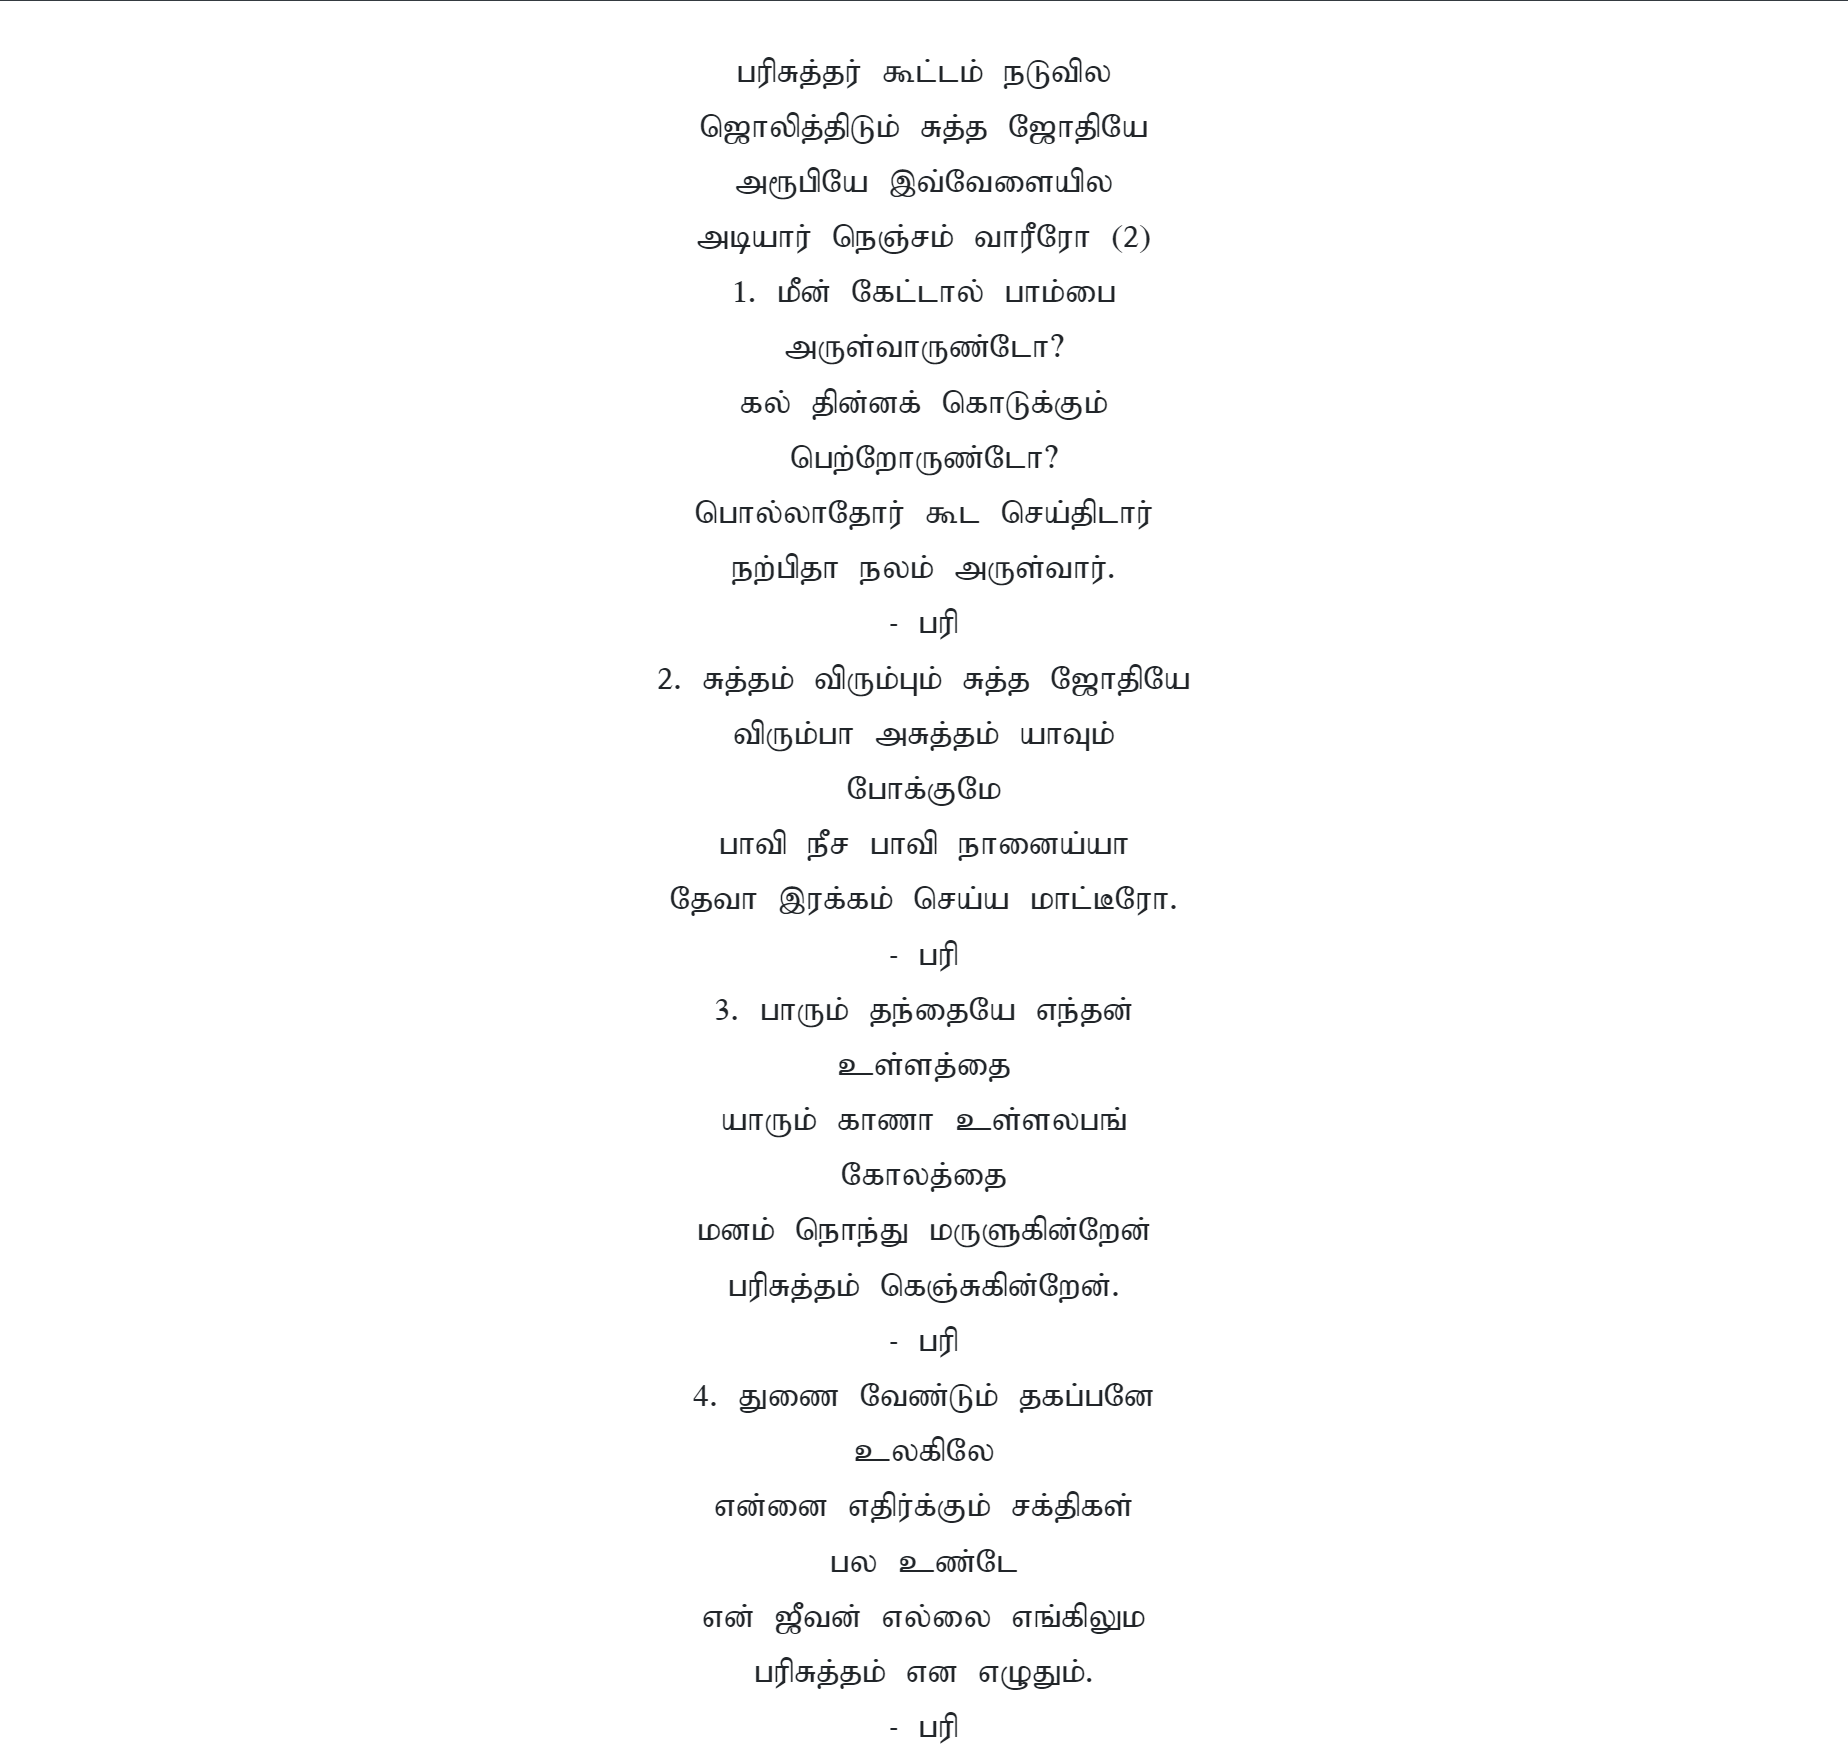 பரிசுத்தர் கூட்டம் நடுவில
ஜொலித்திடும் சுத்த ஜோதியே
அரூபியே இவ்வேளையில
அடியார் நெஞ்சம் வாரீரோ (2)
1. மீன் கேட்டால் பாம்பை
அருள்வாருண்டோ?
கல் தின்னக் கொடுக்கும்
பெற்றோருண்டோ?
பொல்லாதோர் கூட செய்திடார்
நற்பிதா நலம் அருள்வார்.
- பரி
2. சுத்தம் விரும்பும் சுத்த ஜோதியே
விரும்பா அசுத்தம் யாவும்
போக்குமே
பாவி நீச பாவி நானைய்யா
தேவா இரக்கம் செய்ய மாட்டீரோ.
- பரி
3. பாரும் தந்தையே எந்தன்
உள்ளத்தை
யாரும் காணா உள்ளலபங்
கோலத்தை
மனம் நொந்து மருளுகின்றேன்
பரிசுத்தம் கெஞ்சுகின்றேன்.
- பரி
4. துணை வேண்டும் தகப்பனே
உலகிலே
என்னை எதிர்க்கும் சக்திகள்
பல உண்டே
என் ஜீவன் எல்லை எங்கிலும
பரிசுத்தம் என எழுதும்.
- பரி